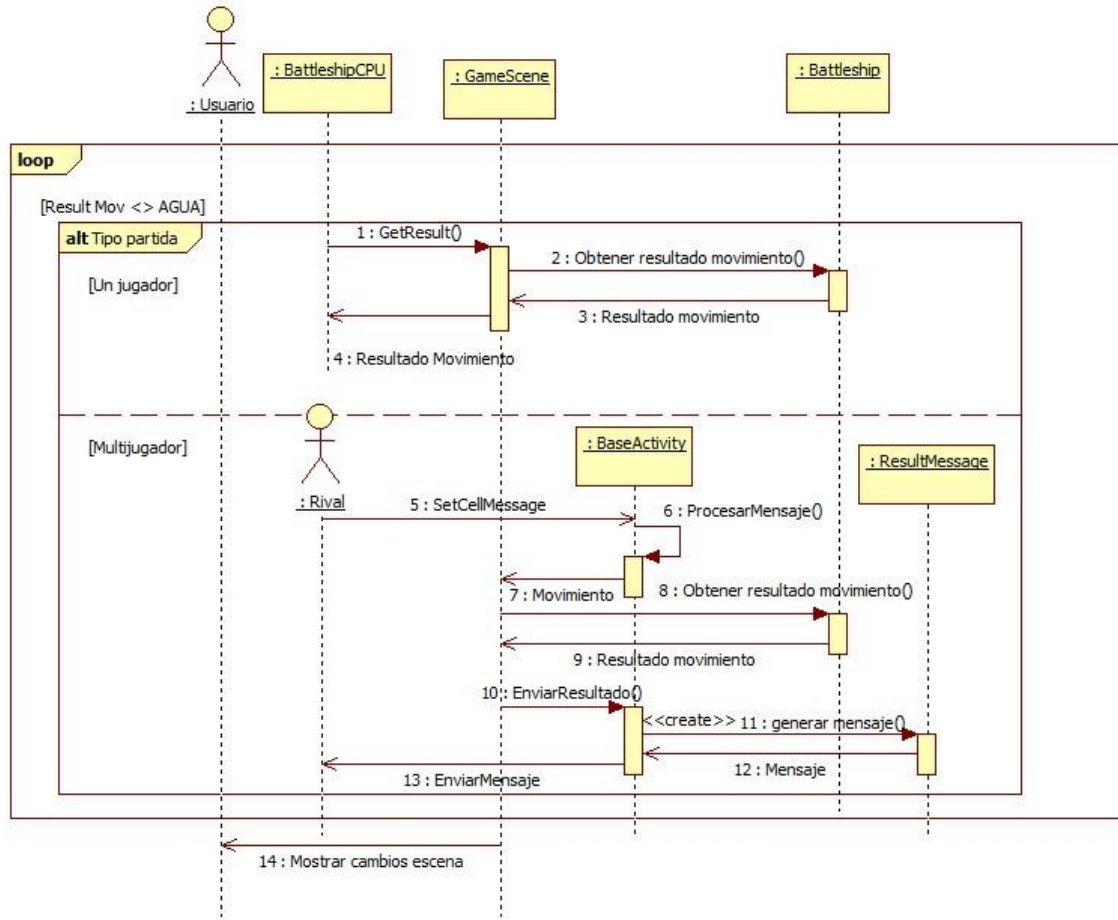 : Usuario
: BattleshipCPU
: GameScene
: Battleship
loop
[Result Mov <> AGUA]
alt Tipo partida
1 : GetResult()
2 : Obtener resultado movimiento()
[Un jugador]
3 : Resultado movimiento
4 : Resultado Movimiento
[Multijugador]
: Rival
: BaseActivity
: ResultMessage
5 : SetCellMessage
6 : ProcesarMensaje()
7 : Movimiento
8 : Obtener resultado movimiento()
9 : Resultado movimiento
10 : EnviarResultado()
<<create>>
11 : generar mensaje()
12 : Mensaje
13 : EnviarMensaje
14 : Mostrar cambios escena